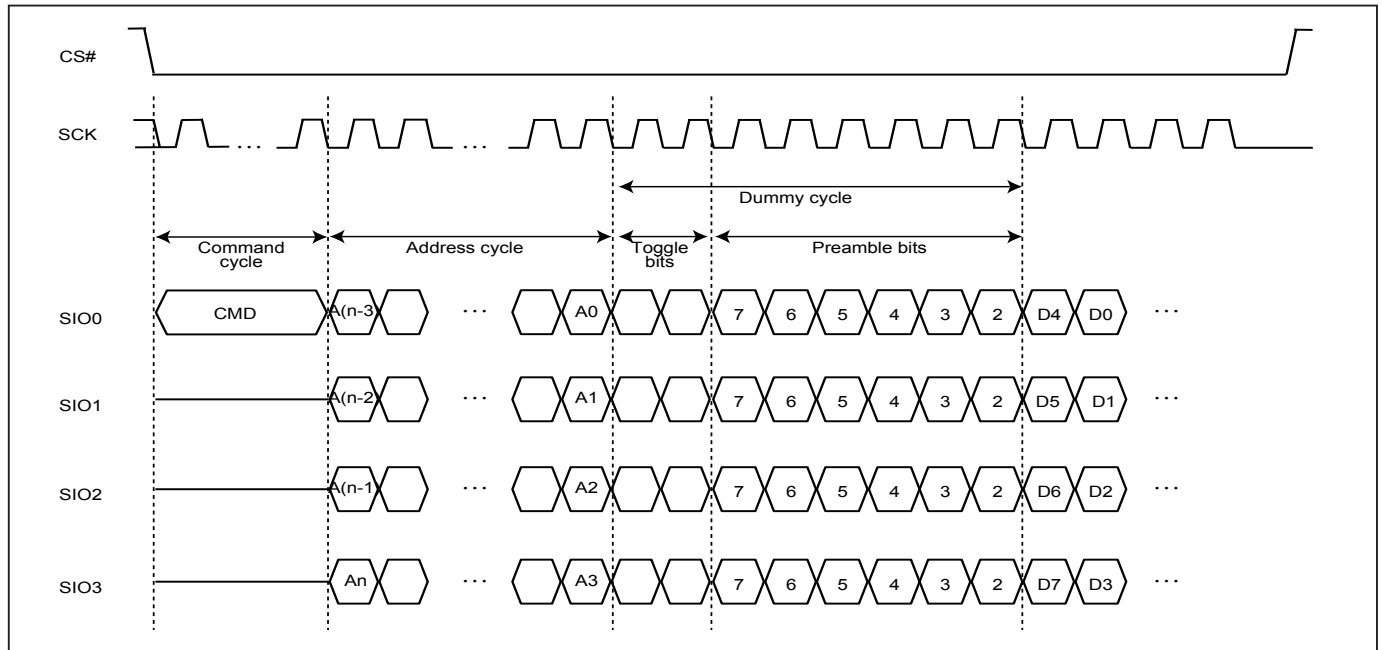 CS#
SCK ... ...
Dummy cycle
Command cycle
Address cycle
Toggle bits
Preamble bits
SIO0 CMD A(n-3) ... A0 7 6 5 4 3 2 D4 D0 ...
SIO1 A(n-2) ... A1 7 6 5 4 3 2 D5 D1 ...
SIO2 A(n-1) ... A2 7 6 5 4 3 2 D6 D2 ...
SIO3 An ... A3 7 6 5 4 3 2 D7 D3 ...